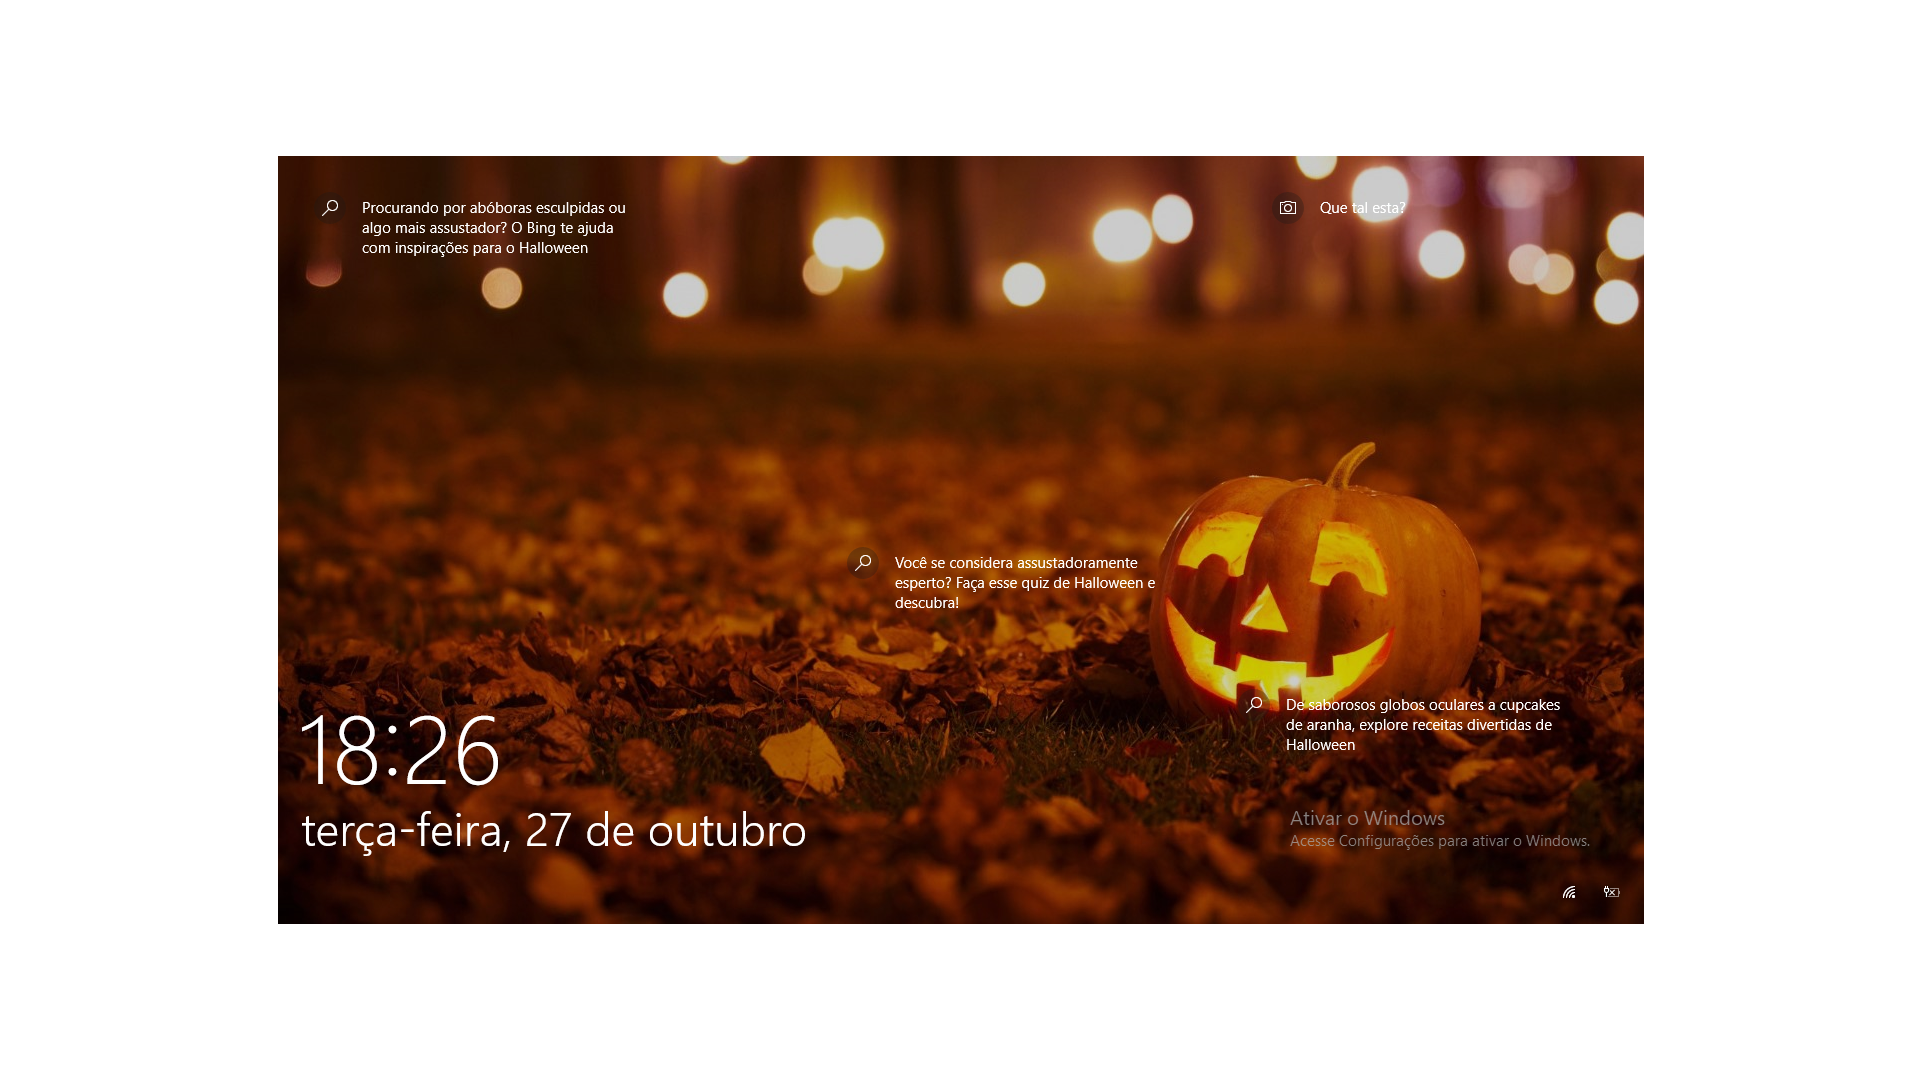 Procurando por abóboras esculpidas ou
algo mais assustador? O Bing te ajuda
com inspirações para o Halloween
Que tal esta?
Você se considera assustadoramente
esperto? Faça esse quiz de Halloween e
descubra!
De saborosos globos oculares a cupcakes
de aranha, explore receitas divertidas de
Halloween
18:26
terça-feira, 27 de outubro
Ativar o Windows
Acesse Configurações para ativar o Windows.